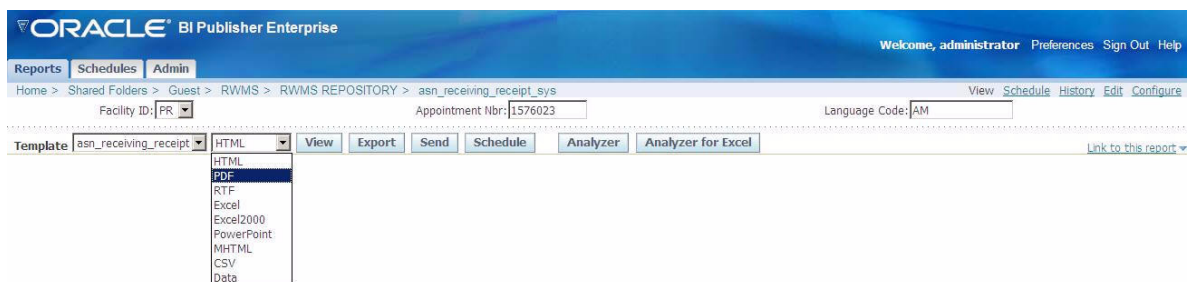 ORACLE® BI Publisher Enterprise
Welcome, administrator Preferences Sign Out Help
Reports Schedules Admin
Home > Shared Folders > Guest > RWMS > RWMS REPOSITORY > asn_receiving_receipt_sys View Schedule History Edit Configure
Facility ID: PR Appointment Nbr: 1576023 Language Code: AM
Template asn_receiving_receipt HTML View Export Send Schedule Analyzer Analyzer for Excel Link to this report
HTML
PDF
RTF
Excel
Excel2000
PowerPoint
MHTML
CSV
Data